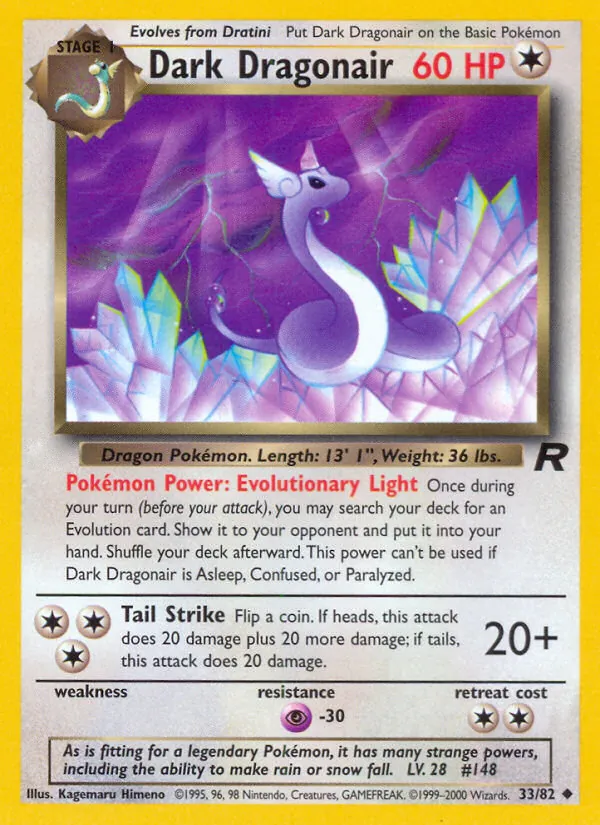 Evolves from Dratini Put Dark Dragonair on the Basic Pokémon
STAGE 1
Dark Dragonair 60 HP
Dragon Pokémon. Length: 13' 1", Weight: 36 lbs.
R
Pokémon Power: Evolutionary Light Once during
your turn (before your attack), you may search your deck for an
Evolution card. Show it to your opponent and put it into your
hand. Shuffle your deck afterward. This power can't be used if
Dark Dragonair is Asleep, Confused, or Paralyzed.
Tail Strike Flip a coin. If heads, this attack
does 20 damage plus 20 more damage; if tails,
this attack does 20 damage.
20+
weakness resistance retreat cost
-30
As is fitting for a legendary Pokémon, it has many strange powers,
including the ability to make rain or snow fall. LV. 28 #148
Illus. Kagemaru Himeno ©1995, 96, 98 Nintendo, Creatures, GAMEFREAK. ©1999-2000 Wizards. 33/82